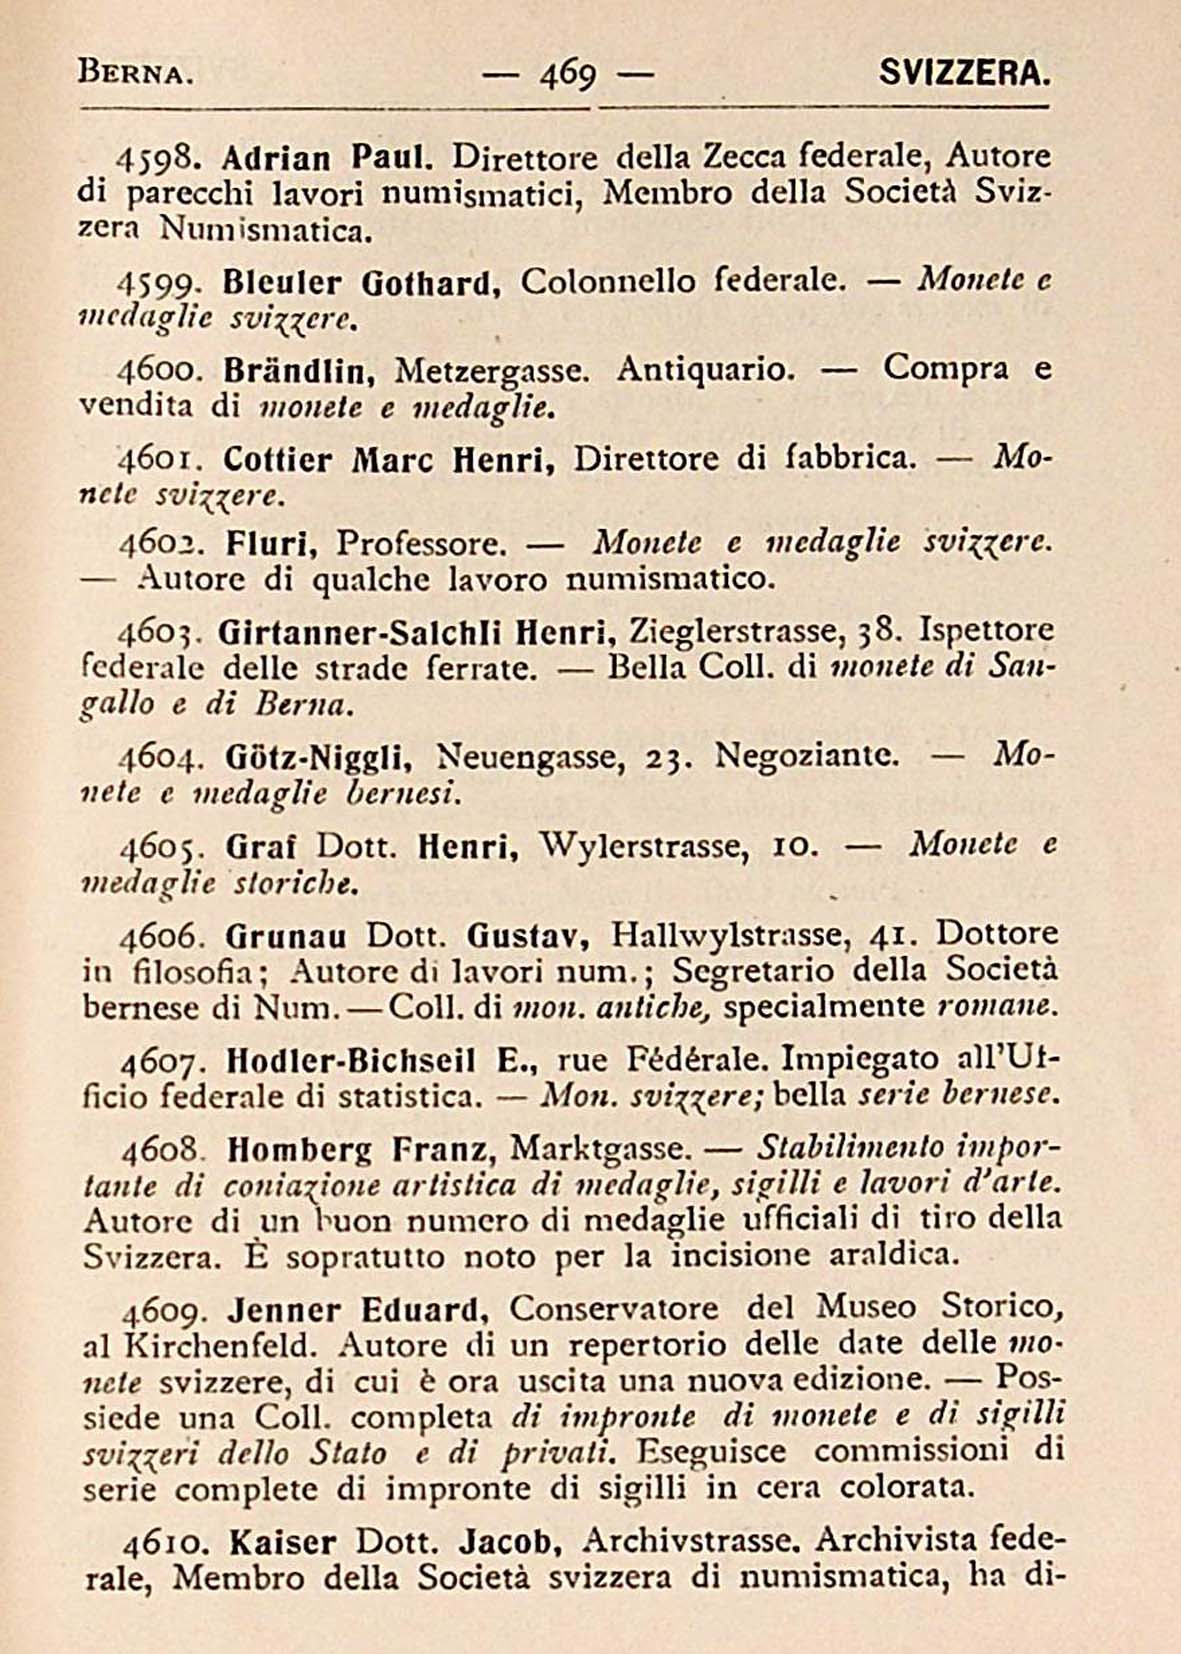 BERNA. — 469 — SVIZZERA.
4598. Adrian Paul. Direttore della Zecca federale, Autore
di parecchi lavori numismatici, Membro della Società Sviz-
zera Numismatica.
4599. Bleuler Gothard, Colonnello federale. — Monete e
medaglie svizzere.
4600. Brändlin, Metzergasse. Antiquario. — Compra e
vendita di monete e medaglie.
4601. Cottier Marc Henri, Direttore di fabbrica. — Mo-
nete svizzere.
4602. Fluri, Professore. — Monete e medaglie svizzere.
— Autore di qualche lavoro numismatico.
4603. Girtanner-Salchli Henri, Zieglerstrasse, 38. Ispettore
federale delle strade ferrate. — Bella Coll. di monete di San-
gallo e di Berna.
4604. Götz-Niggli, Neuengasse, 23. Negoziante. — Mo-
nete e medaglie bernesi.
4605. Graf Dott. Henri, Wylerstrasse, 10. — Monete e
medaglie storiche.
4606. Grunau Dott. Gustav, Hallwylstrasse, 41. Dottore
in filosofia; Autore di lavori num.; Segretario della Società
bernese di Num. — Coll. di mon. antiche, specialmente romane.
4607. Hodler-Bichseil E., rue Fédérale. Impiegato all'Uf-
ficio federale di statistica. — Mon. svizzere; bella serie bernese.
4608. Homberg Franz, Marktgasse. — Stabilimento impor-
tante di coniazione artistica di medaglie, sigilli e lavori d'arte.
Autore di un buon numero di medaglie ufficiali di tiro della
Svizzera. È sopratutto noto per la incisione araldica.
4609. Jenner Eduard, Conservatore del Museo Storico,
al Kirchenfeld. Autore di un repertorio delle date delle mo-
nete svizzere, di cui è ora uscita una nuova edizione. — Pos-
siede una Coll. completa di impronte di monete e di sigilli
svizzeri dello Stato e di privati. Eseguisce commissioni di
serie complete di impronte di sigilli in cera colorata.
4610. Kaiser Dott. Jacob, Archivstrasse. Archivista fede-
rale, Membro della Società svizzera di numismatica, ha di-